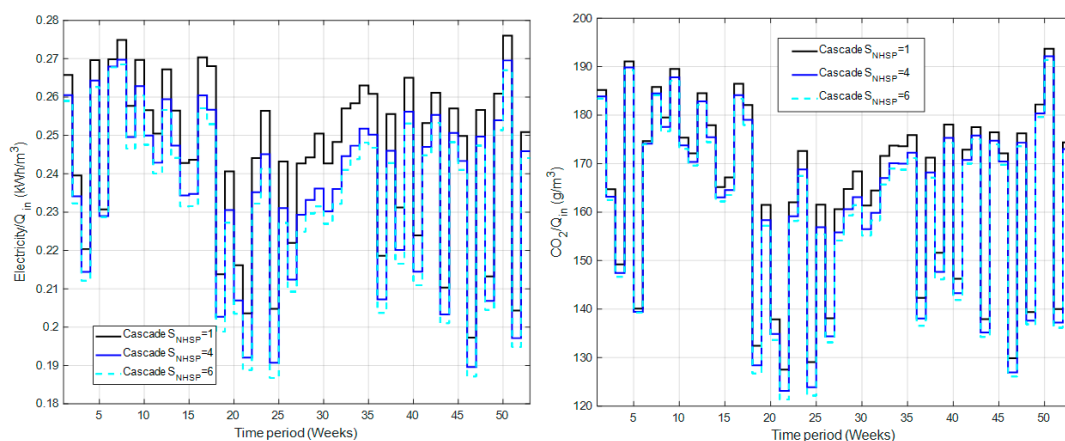 0.28
0.27
0.26
0.25
0.24
0.23
0.22
0.21
0.2
0.19
0.18
Electricity/Q_in (kWh/m³)
Cascade S_NHSP=1
Cascade S_NHSP=4
Cascade S_NHSP=6
5 10 15 20 25 30 35 40 45 50
Time period (Weeks)
200
190
180
170
160
150
140
130
120
CO₂/Q_in (g/m³)
Cascade S_NHSP=1
Cascade S_NHSP=4
Cascade S_NHSP=6
5 10 15 20 25 30 35 40 45 50
Time period (Weeks)